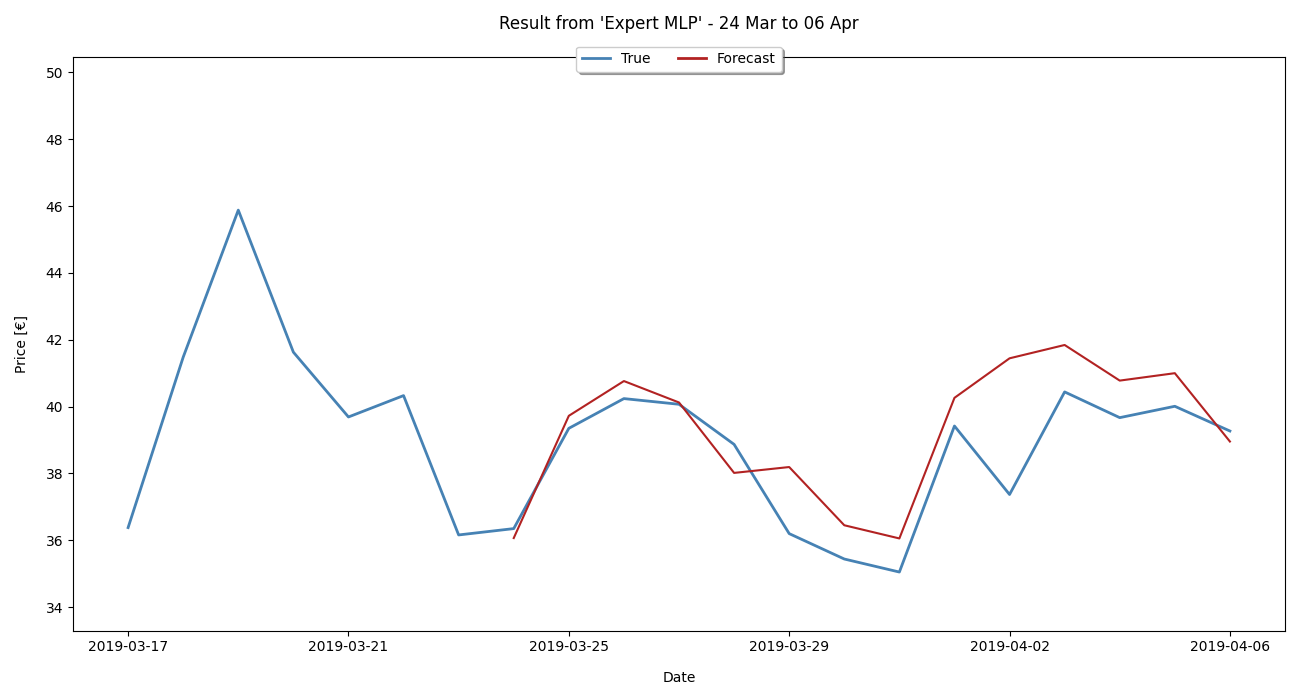 Result from 'Expert MLP' - 24 Mar to 06 Apr
True Forecast
50
48
46
44
42
40
38
36
34
Price [€]
2019-03-17 2019-03-21 2019-03-25 2019-03-29 2019-04-02 2019-04-06
Date